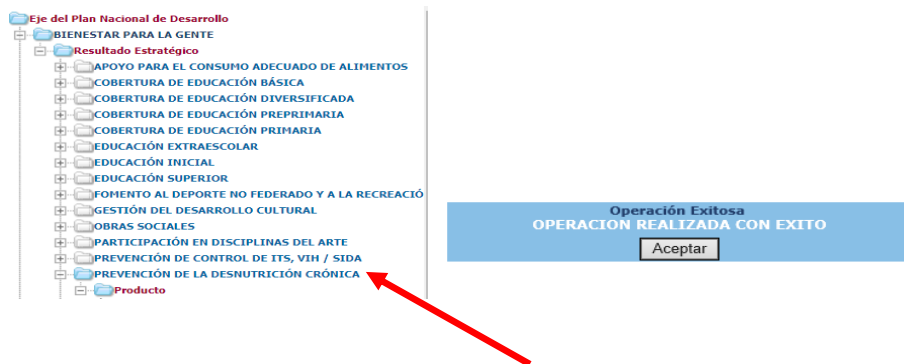 Eje del Plan Nacional de Desarrollo
BIENESTAR PARA LA GENTE
Resultado Estratégico
APOYO PARA EL CONSUMO ADECUADO DE ALIMENTOS
COBERTURA DE EDUCACIÓN BÁSICA
COBERTURA DE EDUCACIÓN DIVERSIFICADA
COBERTURA DE EDUCACIÓN PREPRIMARIA
COBERTURA DE EDUCACIÓN PRIMARIA
EDUCACIÓN EXTRAESCOLAR
EDUCACIÓN INICIAL
EDUCACIÓN SUPERIOR
FOMENTO AL DEPORTE NO FEDERADO Y A LA RECREACIÓ
GESTIÓN DEL DESARROLLO CULTURAL
OBRAS SOCIALES
PARTICIPACIÓN EN DISCIPLINAS DEL ARTE
PREVENCIÓN DE CONTROL DE ITS, VIH / SIDA
PREVENCIÓN DE LA DESNUTRICIÓN CRÓNICA
Producto
Operación Exitosa
OPERACION REALIZADA CON EXITO
Aceptar